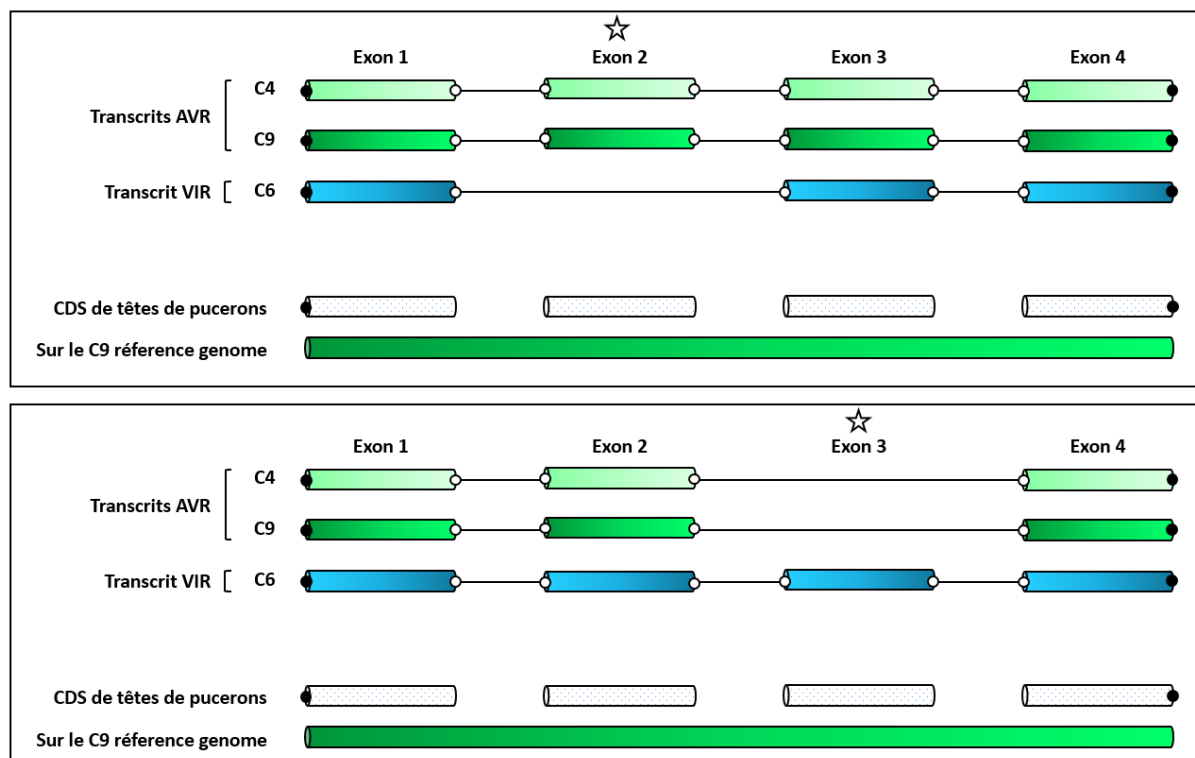 Exon 1 Exon 2 Exon 3 Exon 4
C4
Transcrits AVR
C9
Transcrit VIR C6
CDS de têtes de pucerons
Sur le C9 réference genome
Exon 1 Exon 2 Exon 3 Exon 4
C4
Transcrits AVR
C9
Transcrit VIR C6
CDS de têtes de pucerons
Sur le C9 réference genome